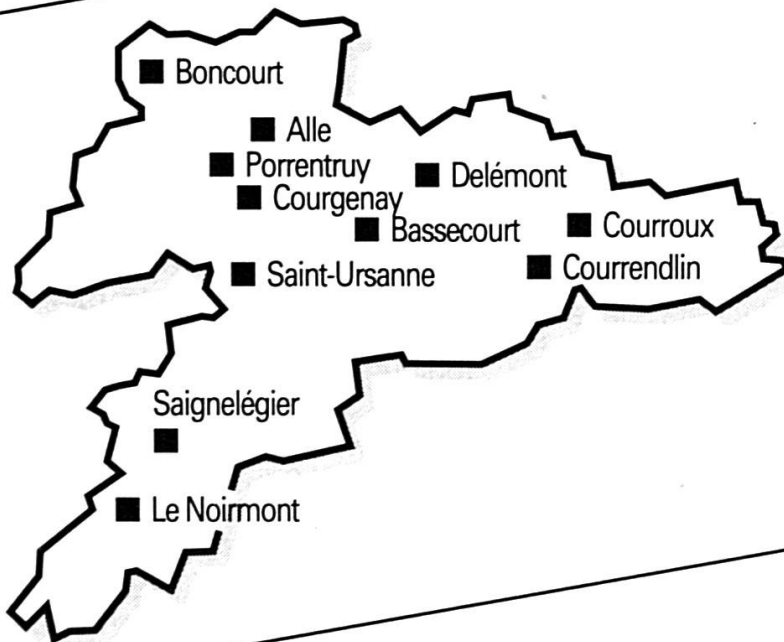 Boncourt
Alle
Porrentruy
Delémont
Courgenay
Bassecourt
Courroux
Saint-Ursanne
Courrendlin
Saignelégier
Le Noirmont